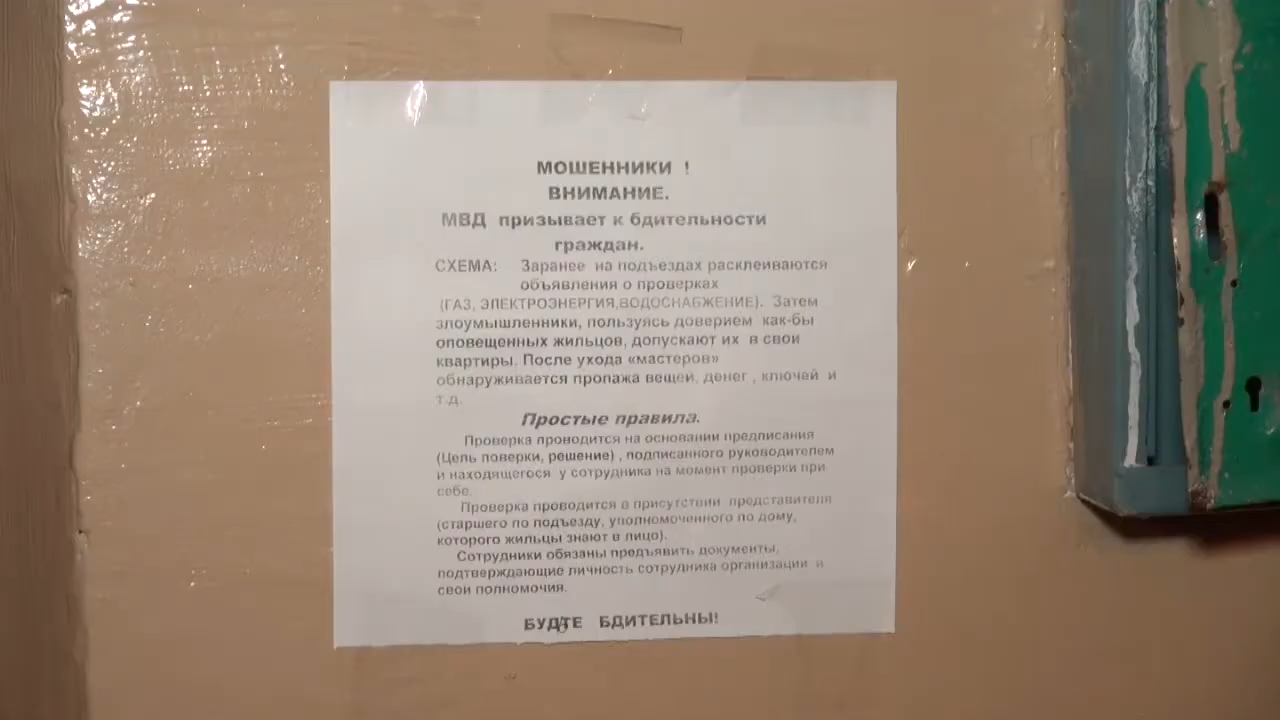 МОШЕННИКИ !
ВНИМАНИЕ.
МВД призывает к бдительности
граждан.
СХЕМА: Заранее на подъездах расклеиваются
объявления о проверках
(ГАЗ, ЭЛЕКТРОЭНЕРГИЯ,ВОДОСНАБЖЕНИЕ). Затем
злоумышленники, пользуясь доверием как-бы
оповещенных жильцов, допускают их в свои
квартиры. После ухода «мастеров»
обнаруживается пропажа вещей, денег , ключей и
т.д.
Простые правила.
Проверка проводится на основании предписания
(Цель поверки, решение) , подписанного руководителем
и находящегося у сотрудника на момент проверки при
себе.
Проверка проводится в присутствии представителя
(старшего по подъезду, уполномоченного по дому,
которого жильцы знают в лицо).
Сотрудники обязаны предъявить документы,
подтверждающие личность сотрудника организации и
свои полномочия.
БУДТЕ БДИТЕЛЬНЫ!